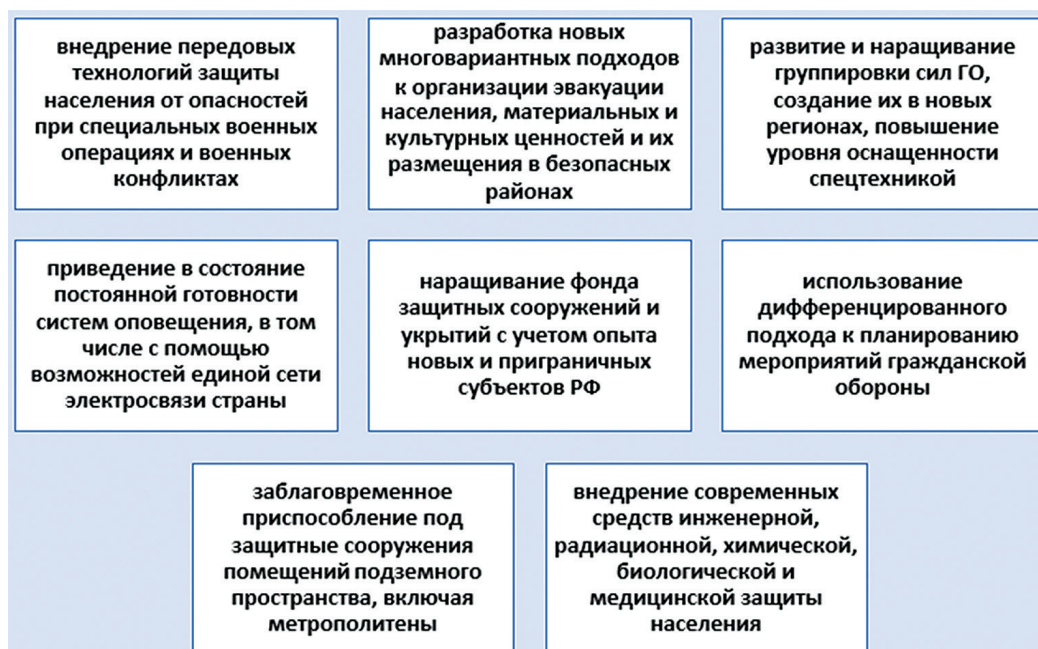 внедрение передовых
технологий защиты
населения от опасностей
при специальных военных
операциях и военных
конфликтах
разработка новых
многовариантных подходов
к организации эвакуации
населения, материальных и
культурных ценностей и их
размещения в безопасных
районах
развитие и наращивание
группировки сил ГО,
создание их в новых
регионах, повышение
уровня оснащенности
спецтехникой
приведение в состояние
постоянной готовности
систем оповещения, в том
числе с помощью
возможностей единой сети
электросвязи страны
наращивание фонда
защитных сооружений и
укрытий с учетом опыта
новых и приграничных
субъектов РФ
использование
дифференцированного
подхода к планированию
мероприятий гражданской
обороны
заблаговременное
приспособление под
защитные сооружения
помещений подземного
пространства, включая
метрополитены
внедрение современных
средств инженерной,
радиационной, химической,
биологической и
медицинской защиты
населения